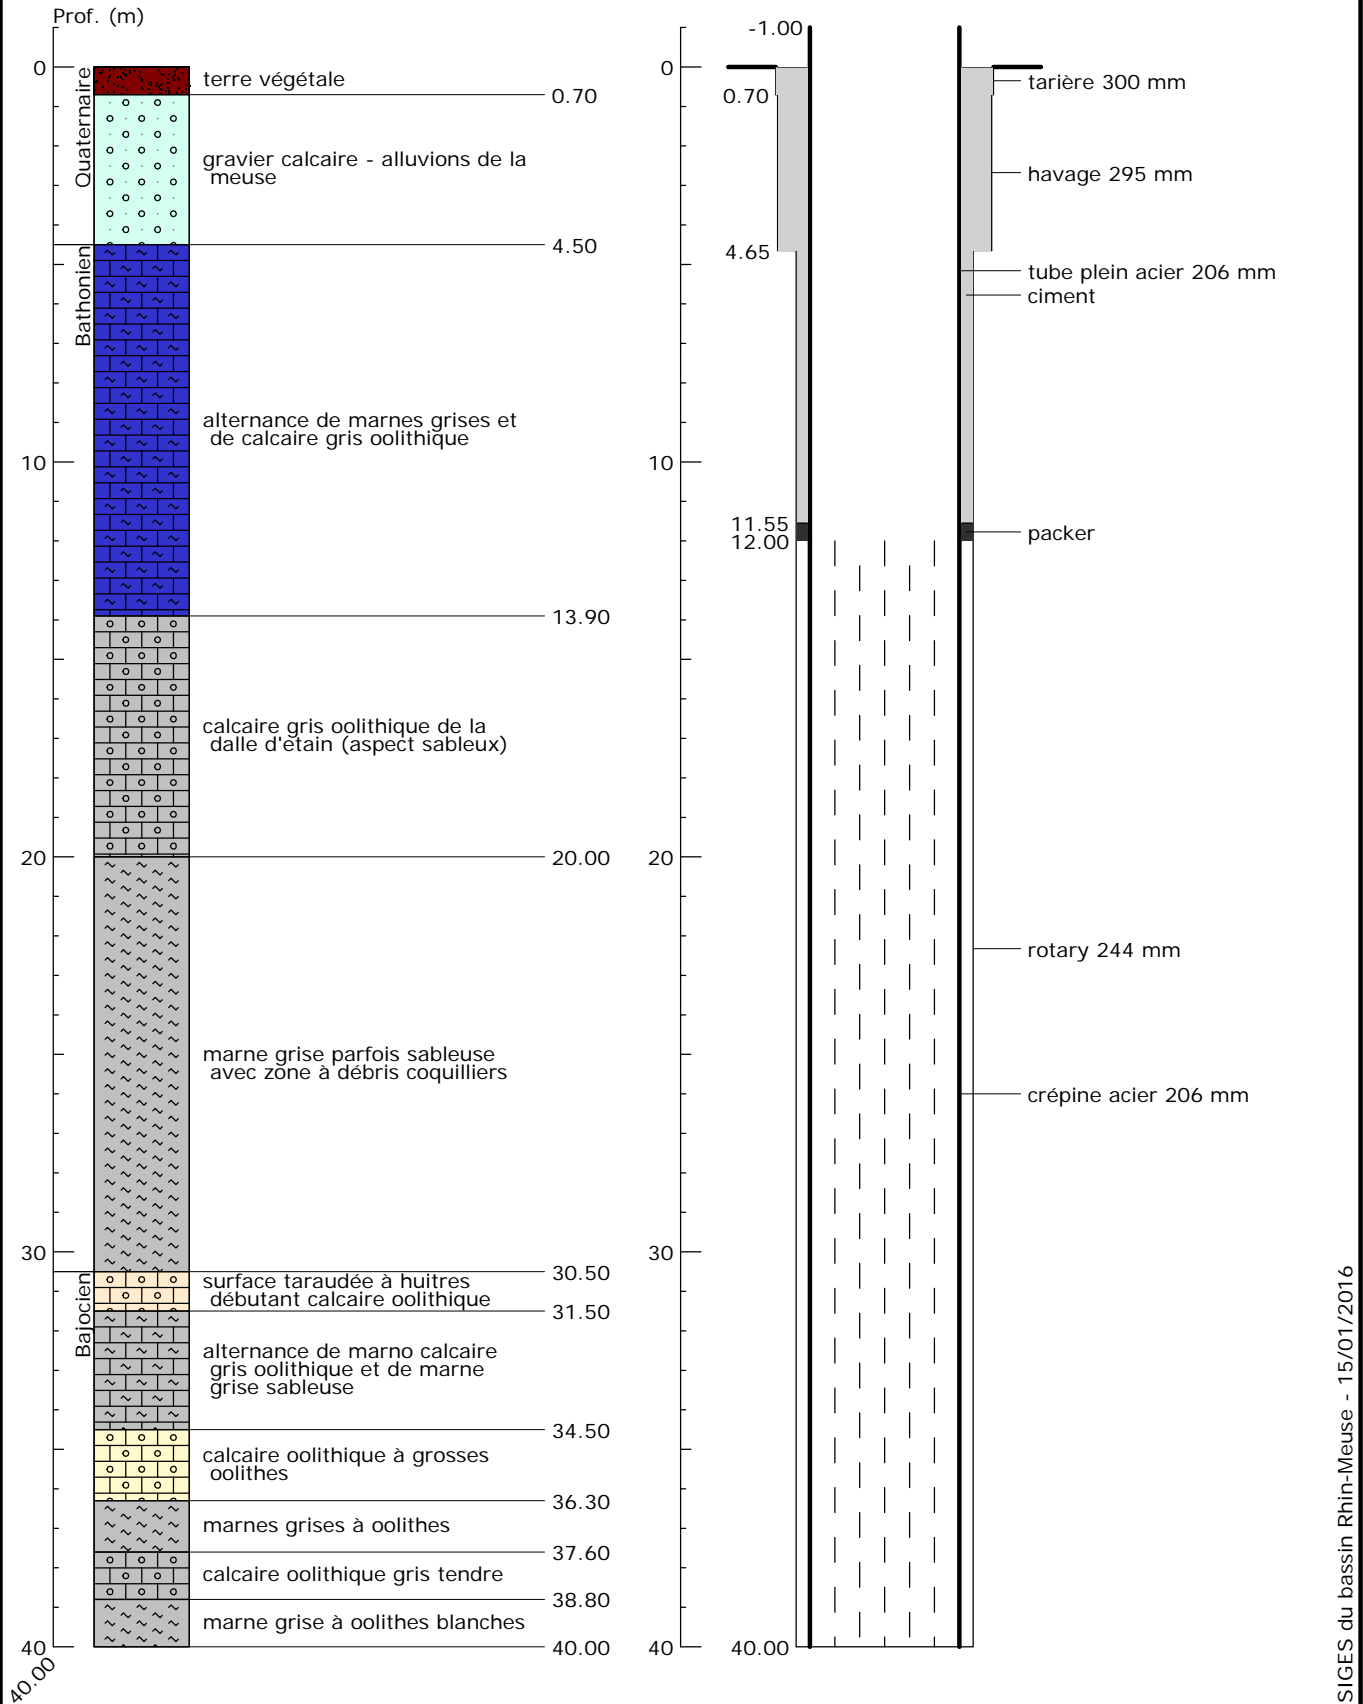 Prof. (m)
0
10
20
30
40
40.00
Quaternaire
Bathonien
Bajocien
terre végétale
0.70
gravier calcaire - alluvions de la
meuse
4.50
alternance de marnes grises et
de calcaire gris oolithique
13.90
calcaire gris oolithique de la
dalle d'etain (aspect sableux)
20.00
marne grise parfois sableuse
avec zone à débris coquilliers
30.50
surface taraudée à huitres
débutant calcaire oolithique
31.50
alternance de marno calcaire
gris oolithique et de marne
grise sableuse
34.50
calcaire oolithique à grosses
oolithes
36.30
marnes grises à oolithes
37.60
calcaire oolithique gris tendre
38.80
marne grise à oolithes blanches
40.00
0
10
20
30
40
-1.00
0.70
4.65
11.55
12.00
40.00
tarière 300 mm
havage 295 mm
tube plein acier 206 mm
ciment
packer
rotary 244 mm
crépine acier 206 mm
SIGES du bassin Rhin-Meuse - 15/01/2016